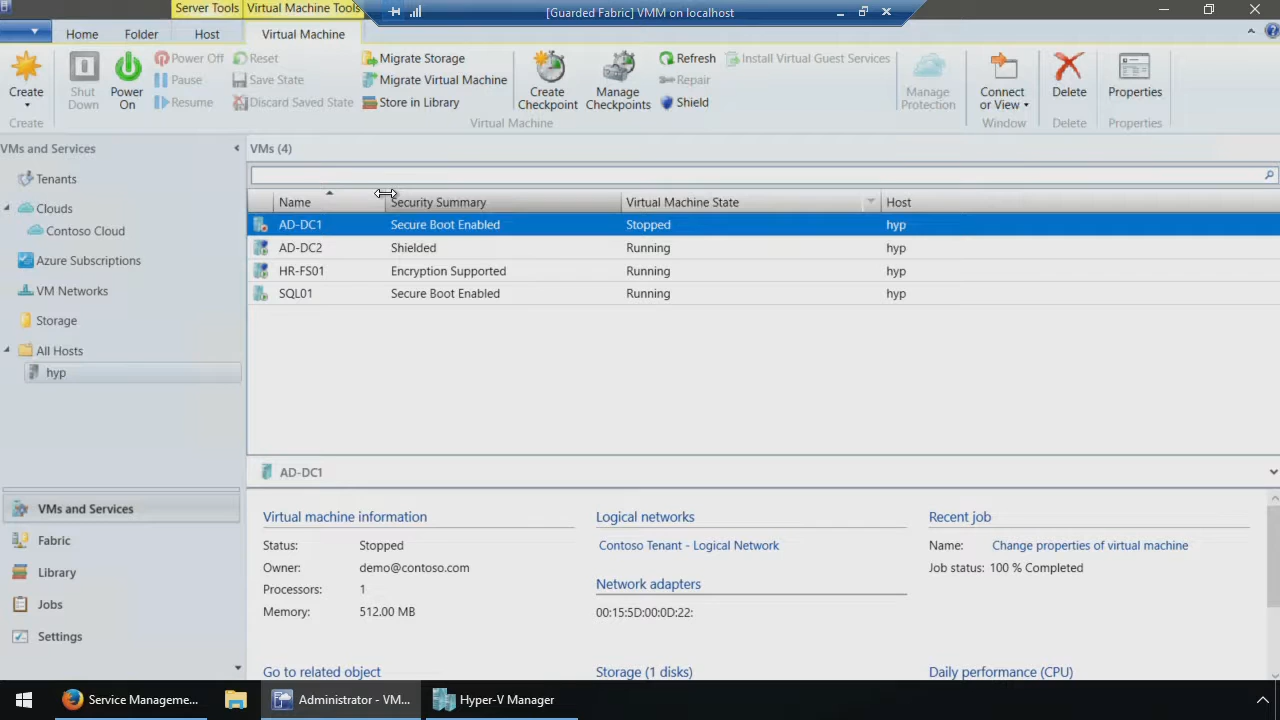 Server Tools Virtual Machine Tools [Guarded Fabric] VMM on localhost
Home Folder Host Virtual Machine
Create
Shut Down
Power On
Power Off
Pause
Resume
Reset
Save State
Discard Saved State
Migrate Storage
Migrate Virtual Machine
Store in Library
Create Checkpoint
Manage Checkpoints
Refresh
Repair
Shield
Install Virtual Guest Services
Manage Protection
Connect or View
Delete
Properties
Create Virtual Machine Window Delete Properties
VMs and Services
Tenants
Clouds
Contoso Cloud
Azure Subscriptions
VM Networks
Storage
All Hosts
hyp
VMs and Services
Fabric
Library
Jobs
Settings
VMs (4)
Name Security Summary Virtual Machine State Host
AD-DC1 Secure Boot Enabled Stopped hyp
AD-DC2 Shielded Running hyp
HR-FS01 Encryption Supported Running hyp
SQL01 Secure Boot Enabled Running hyp
AD-DC1
Virtual machine information
Status: Stopped
Owner: demo@contoso.com
Processors: 1
Memory: 512.00 MB
Go to related object
Logical networks
Contoso Tenant - Logical Network
Network adapters
00:15:5D:00:0D:22:
Storage (1 disks)
Recent job
Name: Change properties of virtual machine
Job status: 100 % Completed
Daily performance (CPU)
Service Manageme... Administrator - VM... Hyper-V Manager